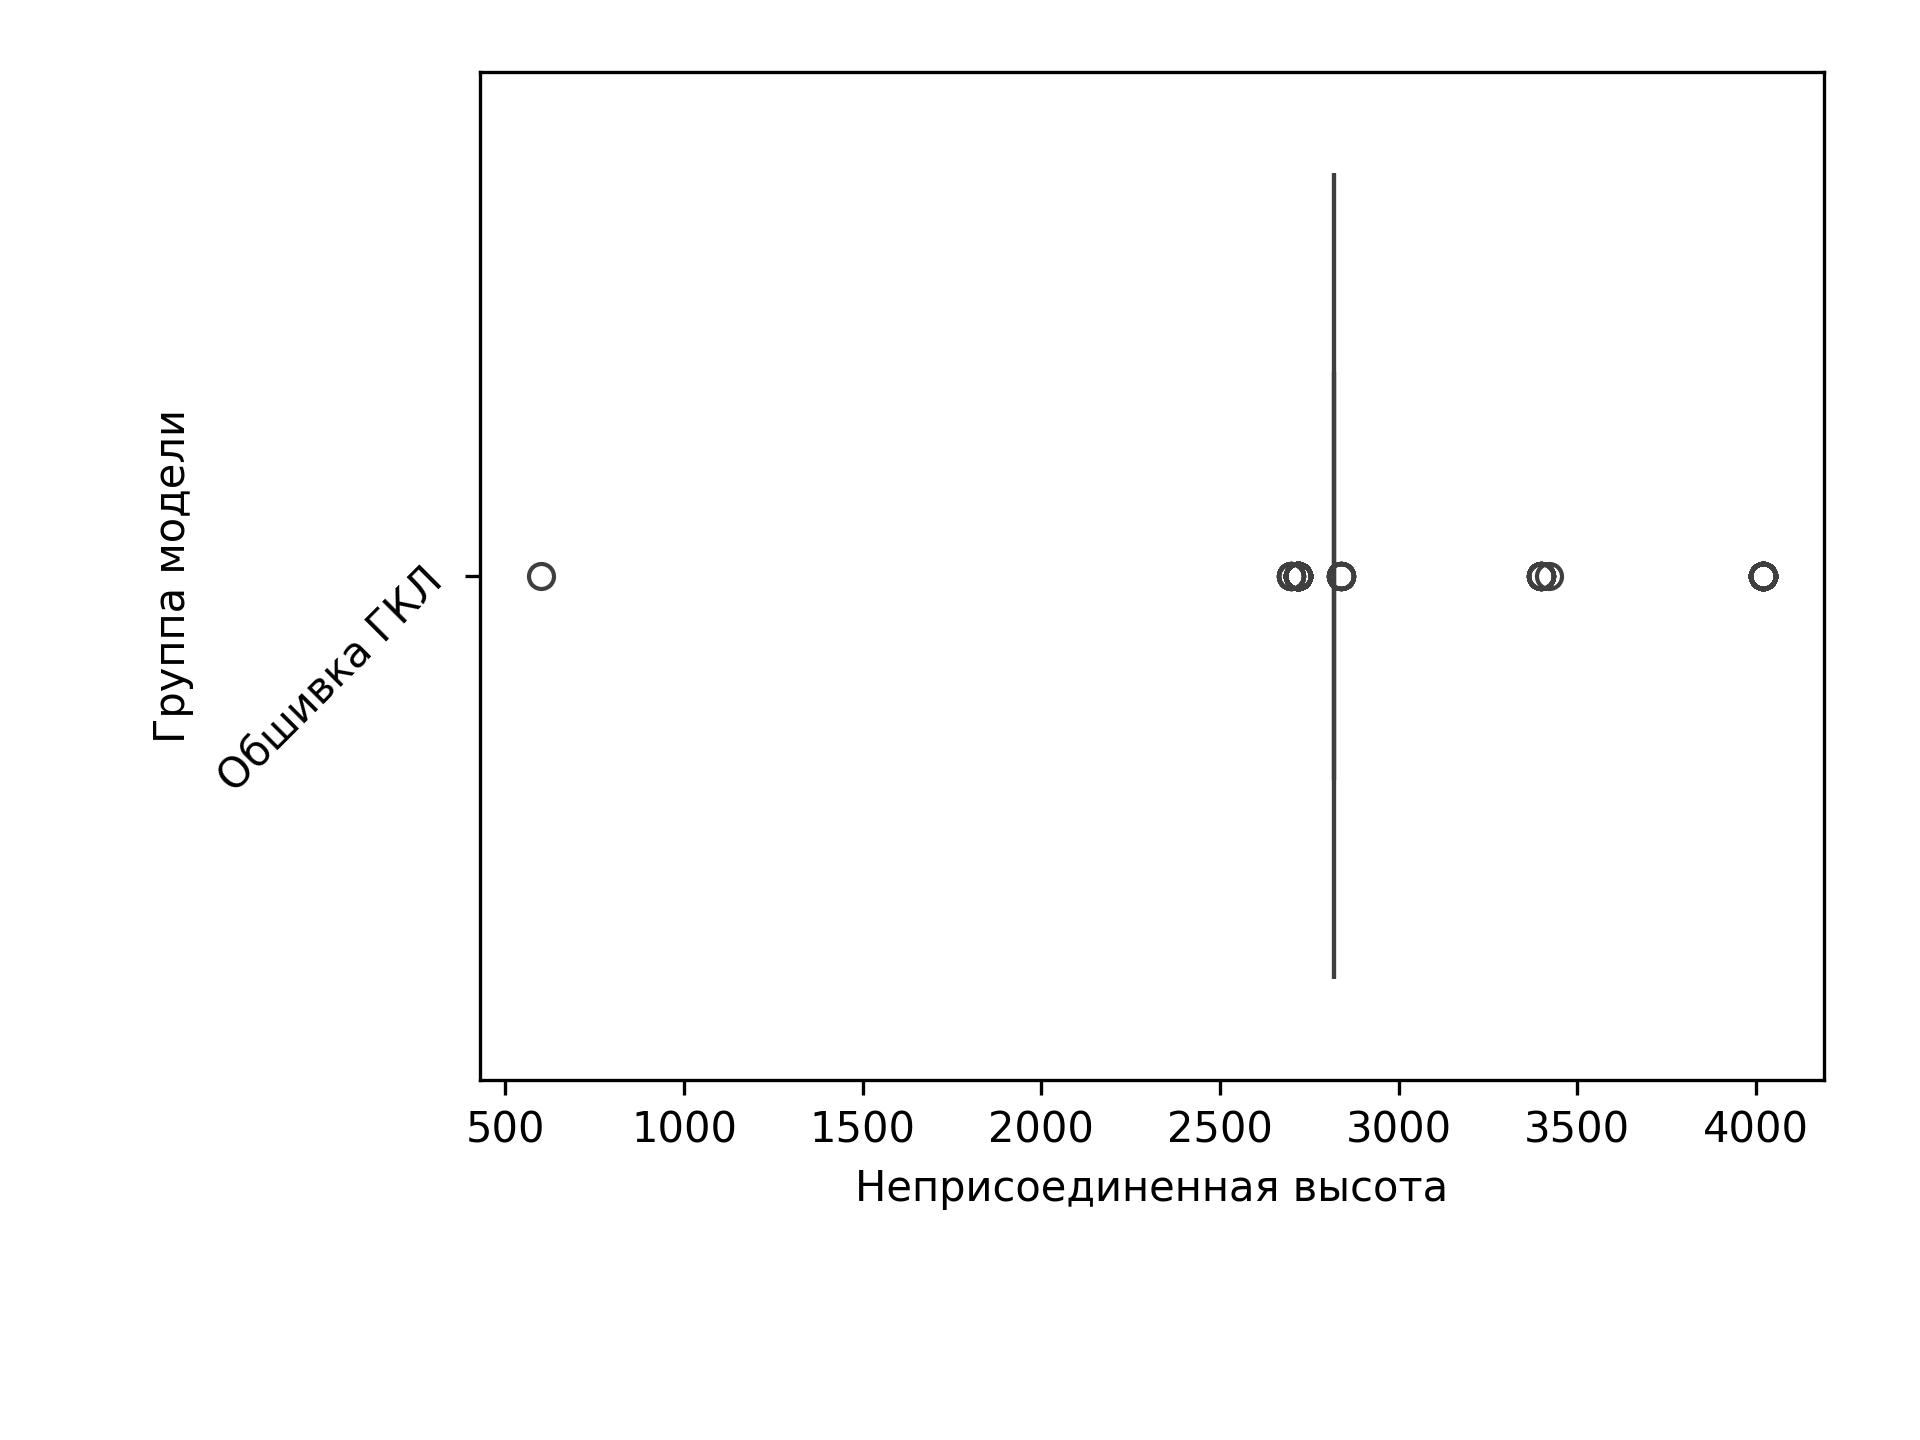 Группа модели
Обшивка ГКЛ
500 1000 1500 2000 2500 3000 3500 4000
Неприсоединенная высота